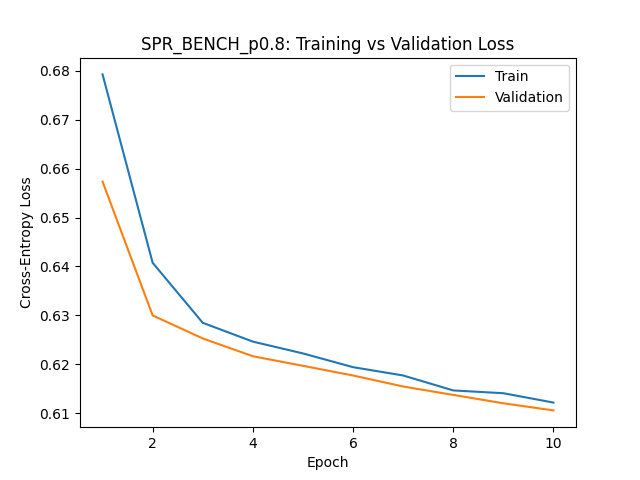 SPR_BENCH_p0.8: Training vs Validation Loss
Train
Validation
Cross-Entropy Loss
0.68
0.67
0.66
0.65
0.64
0.63
0.62
0.61
2 4 6 8 10
Epoch